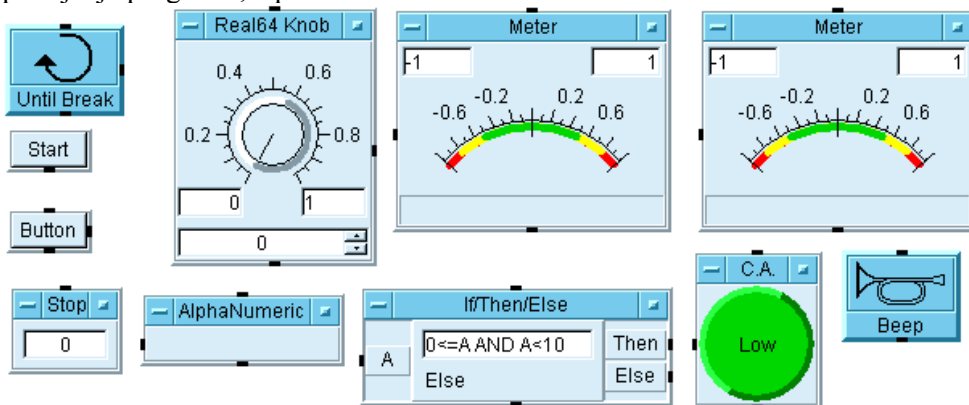 Until Break
Start
Button
Real64 Knob
0.4 0.6
0.2 0.8
0 1
0
Meter
-1 1
-0.2 0.2
-0.6 0.6
Meter
-1 1
-0.2 0.2
-0.6 0.6
Stop
0
AlphaNumeric
If/Then/Else
A
0<=A AND A<10
Then
Else
Else
C.A.
Low
Beep